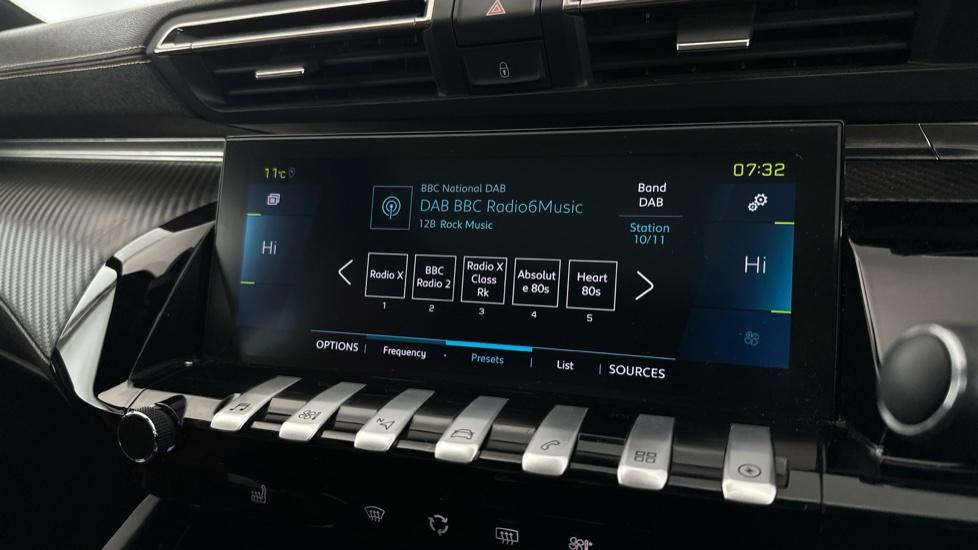 11°C
07:32
BBC National DAB
DAB BBC Radio6Music
12B Rock Music
Band
DAB
Station
10/11
Hi
Hi
Radio X
BBC
Radio 2
Radio X
Class
Rk
Absolut
e 80s
Heart
80s
1
2
3
4
5
OPTIONS
Frequency
Presets
List
SOURCES
N